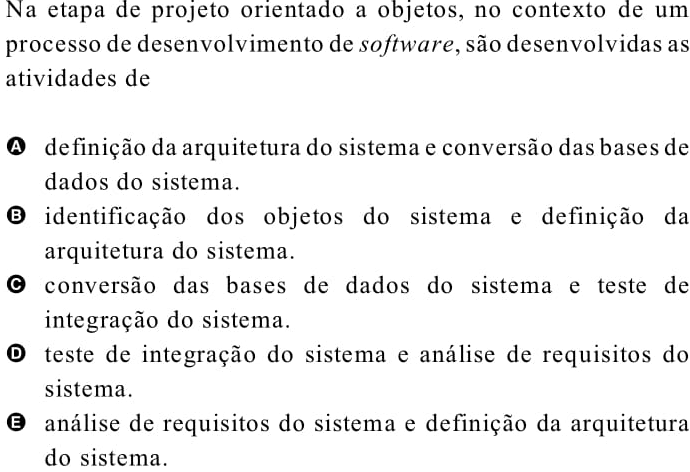 Na etapa de projeto orientado a objetos, no contexto de um
processo de desenvolvimento de software, são desenvolvidas as
atividades de
A definição da arquitetura do sistema e conversão das bases de
dados do sistema.
B identificação dos objetos do sistema e definição da
arquitetura do sistema.
C conversão das bases de dados do sistema e teste de
integração do sistema.
D teste de integração do sistema e análise de requisitos do
sistema.
E análise de requisitos do sistema e definição da arquitetura
do sistema.